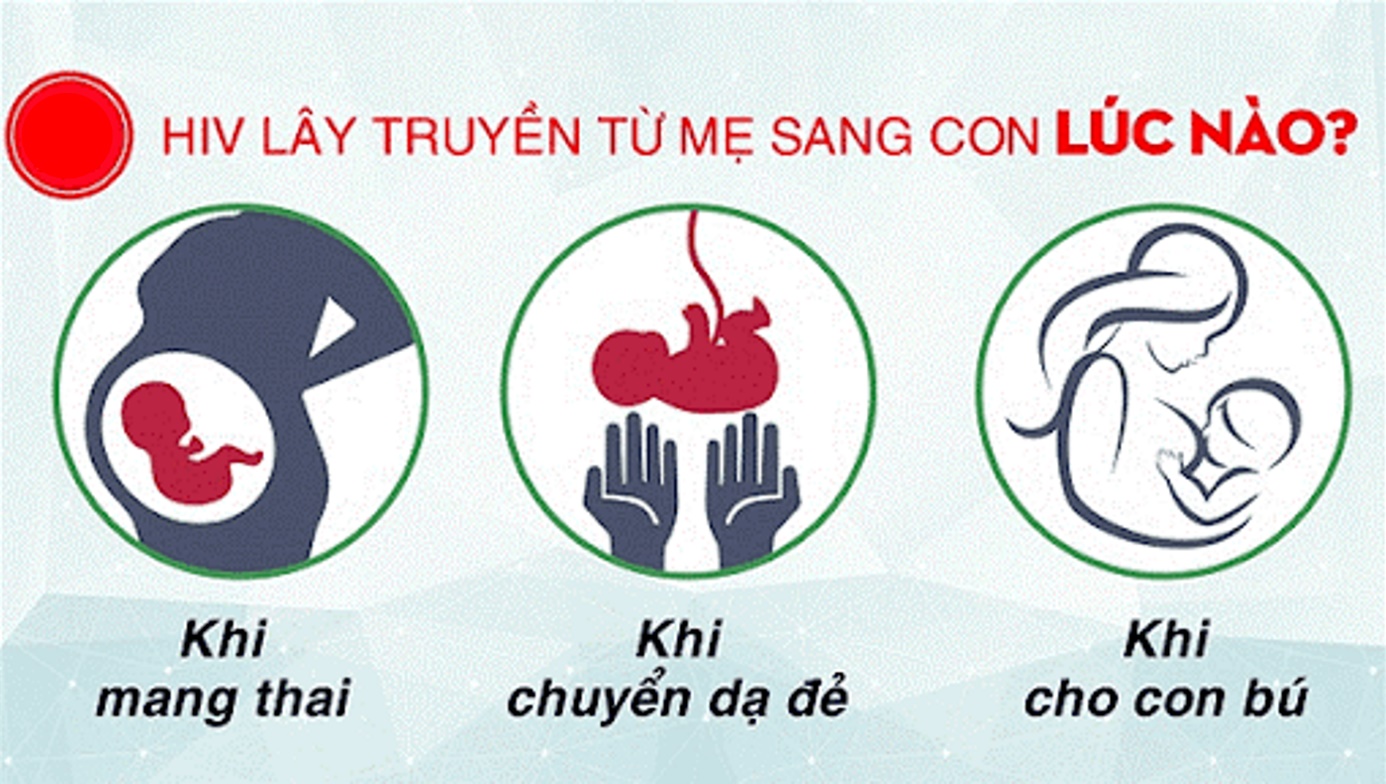 HIV LÂY TRUYỀN TỪ MẸ SANG CON LÚC NÀO?
Khi
mang thai
Khi
chuyển dạ đẻ
Khi
cho con bú